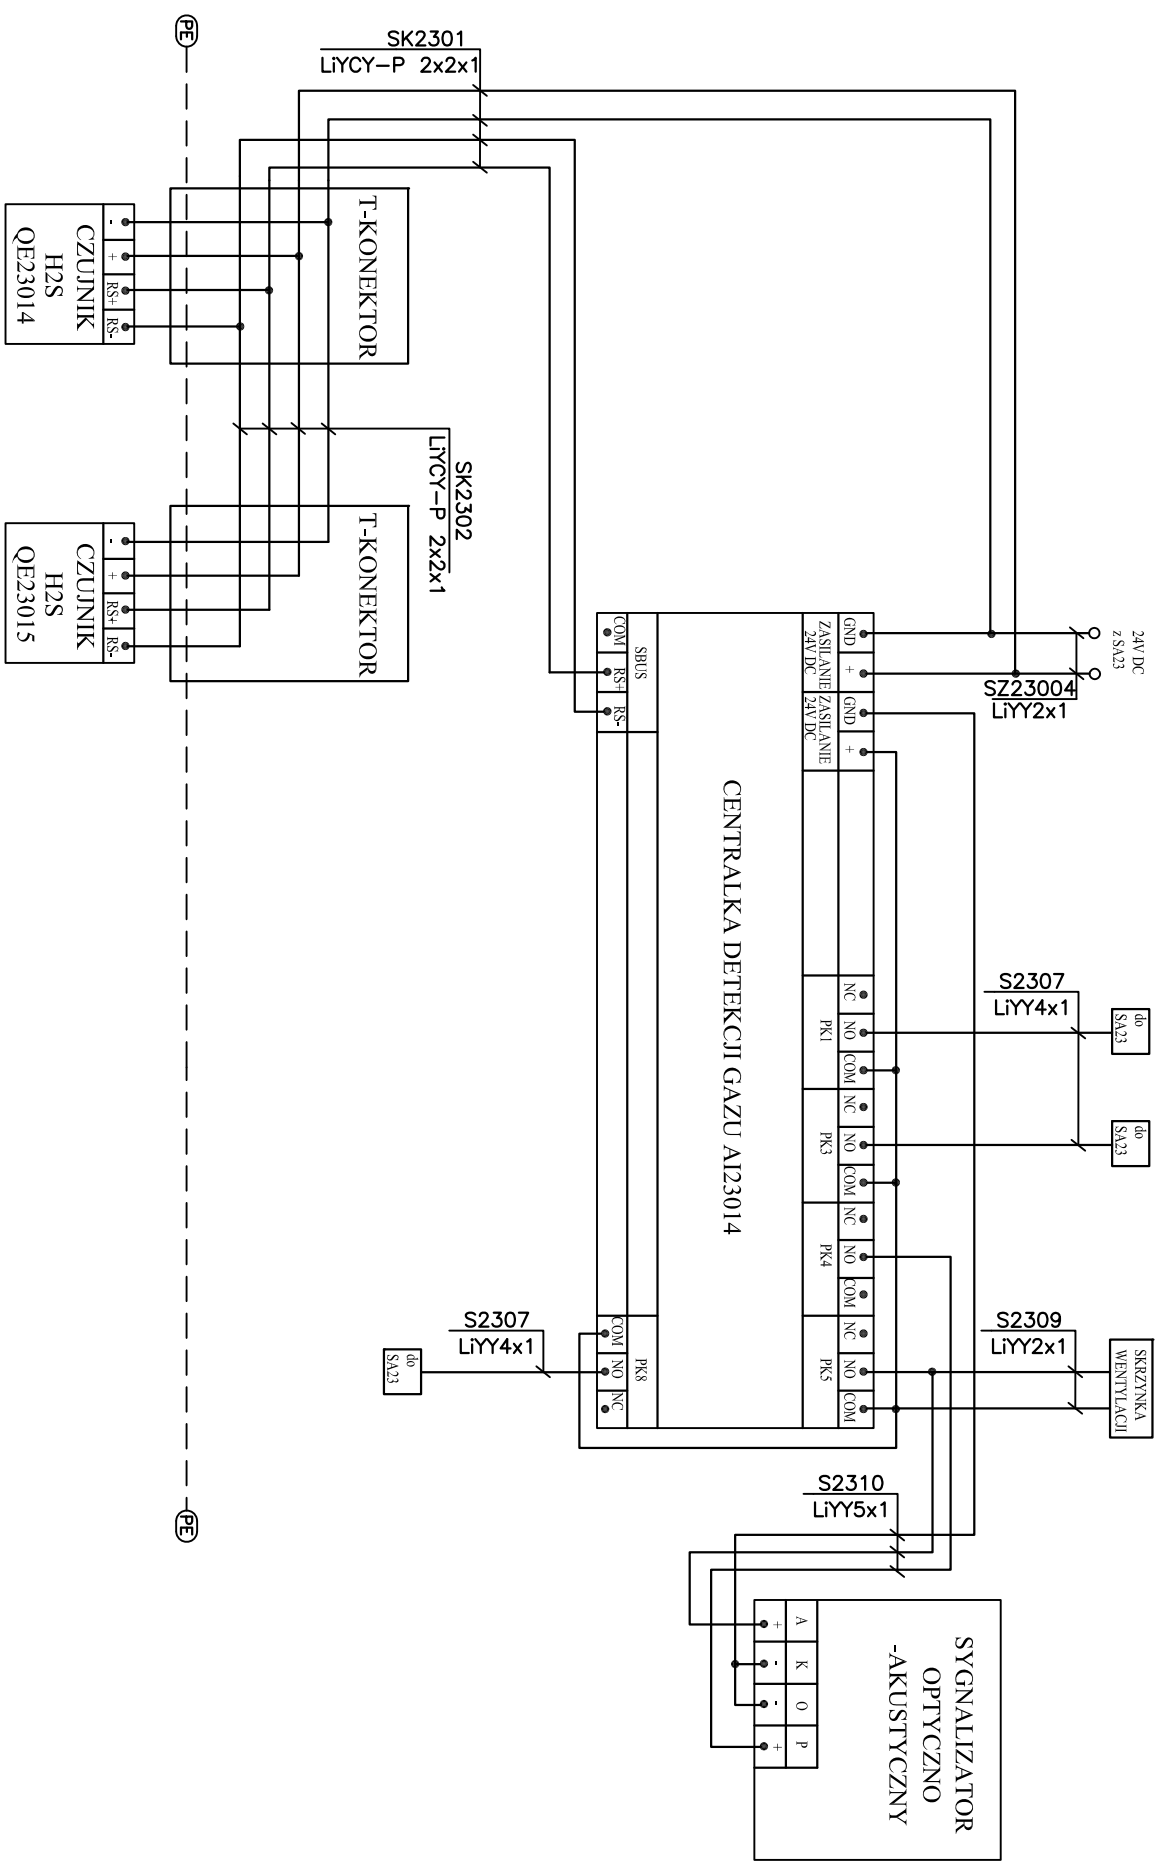 SK2301
LiYCY-P 2x2x1
PE
T-KONEKTOR
-
+
RS+
RS-
CZUJNIK
H2S
QE23014
SK2302
LiYCY-P 2x2x1
T-KONEKTOR
-
+
RS+
RS-
CZUJNIK
H2S
QE23015
PE
24V DC
z SA23
SZ23004
LiYY2x1
GND
+
GND
+
ZASILANIE
24V DC
ZASILANIE
24V DC
S2307
LiYY4x1
do
SA23
do
SA23
NC
NO
COM
PK1
NC
NO
COM
PK3
NC
NO
COM
PK4
NC
NO
COM
PK5
S2309
LiYY2x1
SKRZYNKA
WENTYLACJI
CENTRALKA DETEKCJI GAZU AI23014
SBUS
COM
RS+
RS-
PK8
COM
NO
NC
S2307
LiYY4x1
do
SA23
S2310
LiYY5x1
SYGNALIZATOR
OPTYCZNO
-AKUSTYCZNY
A
K
O
P
+
-
-
+